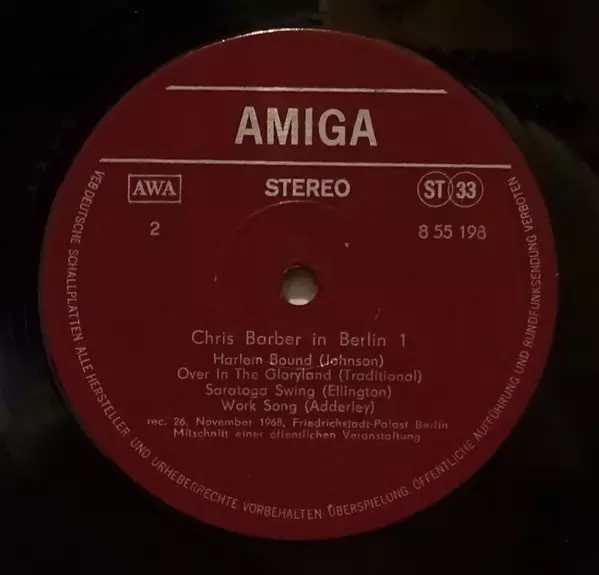 AMIGA
AWA
STEREO
ST 33
2
8 55 198
Chris Barber in Berlin 1
Harlem Bound (Johnson)
Over In The Gloryland (Traditional)
Saratoga Swing (Ellington)
Work Song (Adderley)
rec. 26. November 1968, Friedrichstadt-Palast Berlin
Mitschnitt einer öffentlichen Veranstaltung
VEB DEUTSCHE SCHALLPLATTEN ALLE HERSTELLER- UND URHEBERRECHTE VORBEHALTEN ÜBERSPIELUNG, ÖFFENTLICHE AUFFÜHRUNG UND RUNDFUNKSENDUNG VERBOTEN